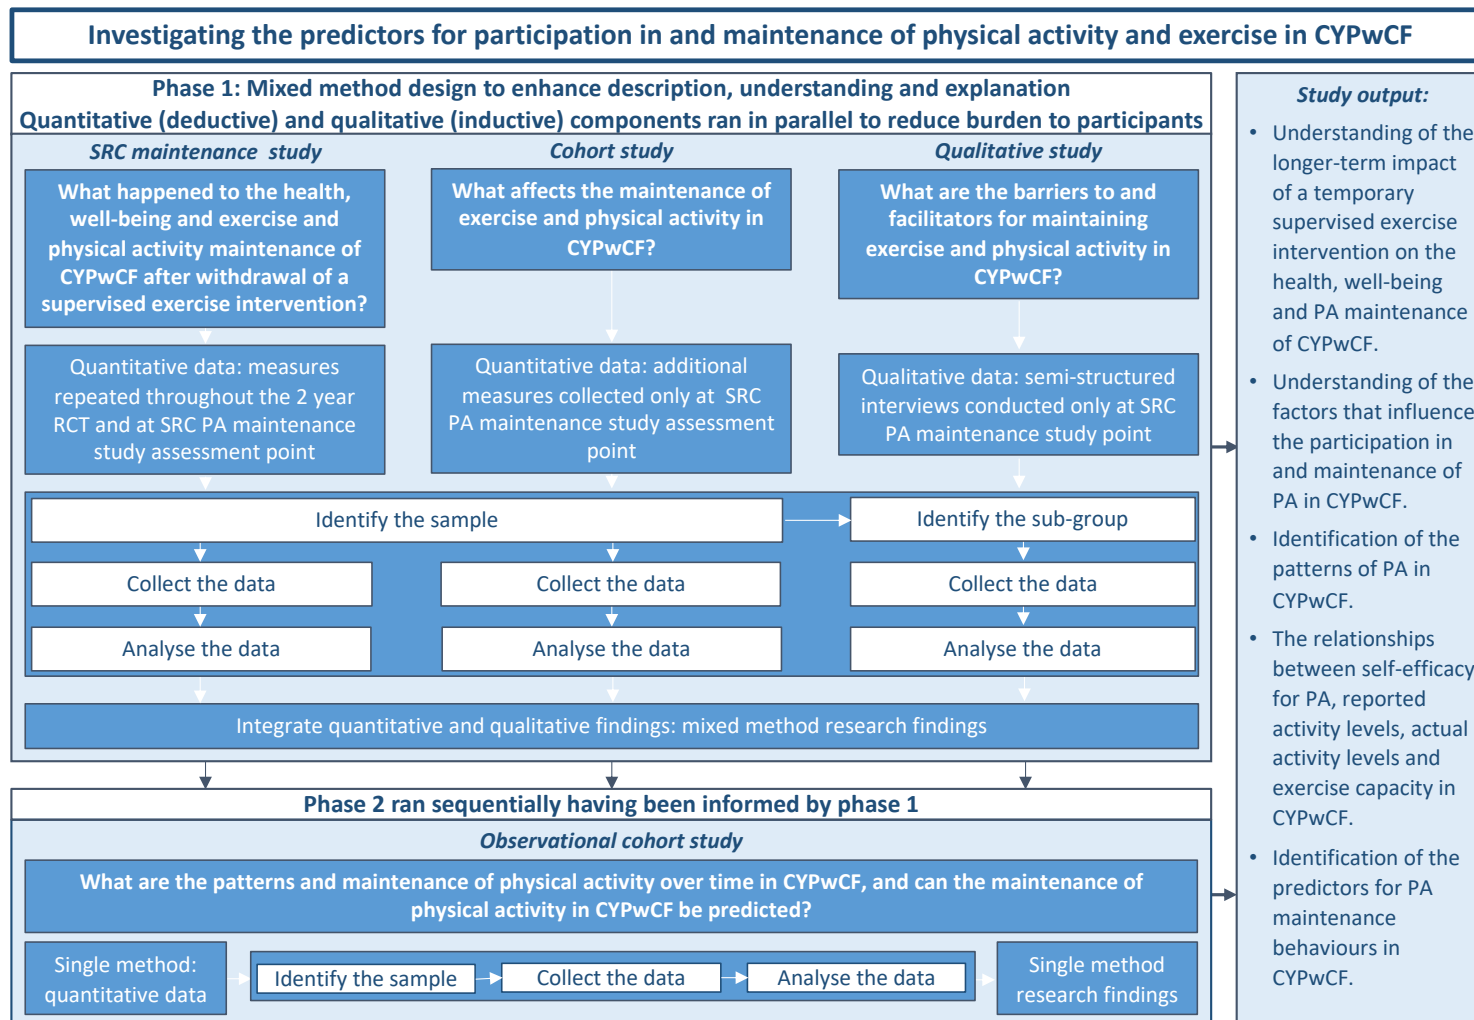 Investigating the predictors for participation in and maintenance of physical activity and exercise in CYPwCF
Phase 1: Mixed method design to enhance description, understanding and explanation
Quantitative (deductive) and qualitative (inductive) components ran in parallel to reduce burden to participants
SRC maintenance study
What happened to the health,
well-being and exercise and
physical activity maintenance of
CYPwCF after withdrawal of a
supervised exercise intervention?
Quantitative data: measures
repeated throughout the 2 year
RCT and at SRC PA maintenance
study assessment point
Cohort study
What affects the maintenance of
exercise and physical activity in
CYPwCF?
Quantitative data: additional
measures collected only at SRC
PA maintenance study assessment
point
Qualitative study
What are the barriers to and
facilitators for maintaining
exercise and physical activity in
CYPwCF?
Qualitative data: semi-structured
interviews conducted only at SRC
PA maintenance study point
Identify the sample
Identify the sub-group
Collect the data
Collect the data
Collect the data
Analyse the data
Analyse the data
Analyse the data
Integrate quantitative and qualitative findings: mixed method research findings
Phase 2 ran sequentially having been informed by phase 1
Observational cohort study
What are the patterns and maintenance of physical activity over time in CYPwCF, and can the maintenance of
physical activity in CYPwCF be predicted?
Single method:
quantitative data
Identify the sample
Collect the data
Analyse the data
Single method
research findings
Study output:
• Understanding of the
longer-term impact
of a temporary
supervised exercise
intervention on the
health, well-being
and PA maintenance
of CYPwCF.
• Understanding of the
factors that influence
the participation in
and maintenance of
PA in CYPwCF.
• Identification of the
patterns of PA in
CYPwCF.
• The relationships
between self-efficacy
for PA, reported
activity levels, actual
activity levels and
exercise capacity in
CYPwCF.
• Identification of the
predictors for PA
maintenance
behaviours in
CYPwCF.